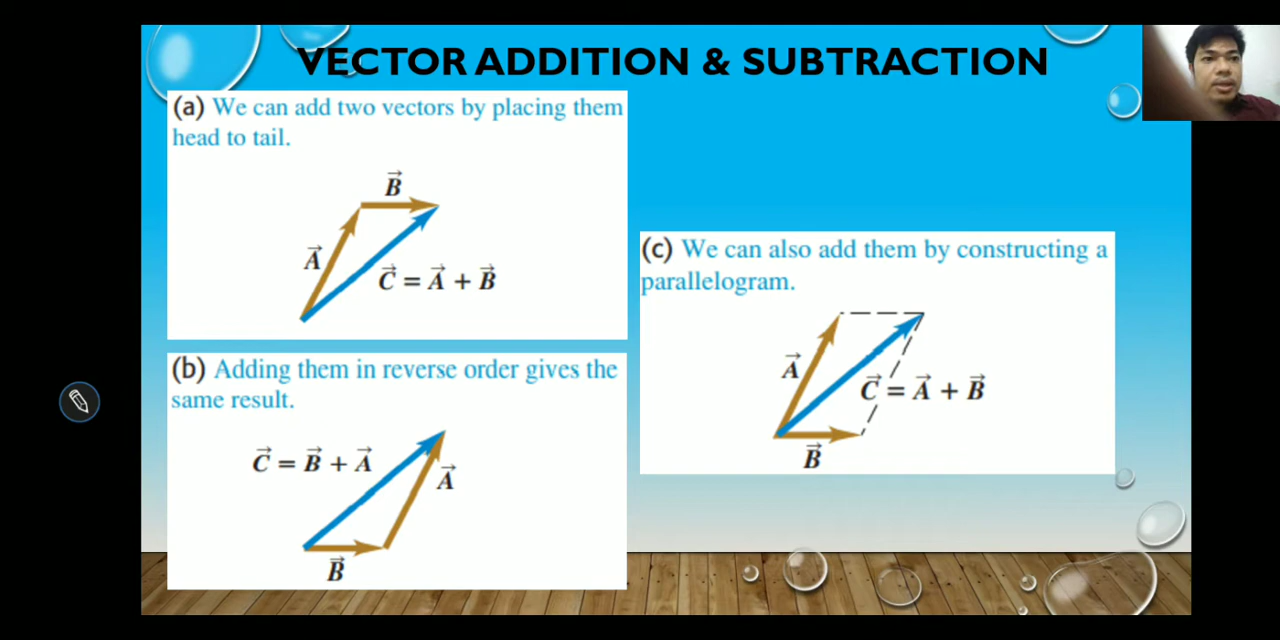 VECTOR ADDITION & SUBTRACTION
(a) We can add two vectors by placing them
head to tail.
B⃗
A⃗
C⃗ = A⃗ + B⃗
(b) Adding them in reverse order gives the
same result.
C⃗ = B⃗ + A⃗
A⃗
B⃗
(c) We can also add them by constructing a
parallelogram.
A⃗
C⃗ = A⃗ + B⃗
B⃗